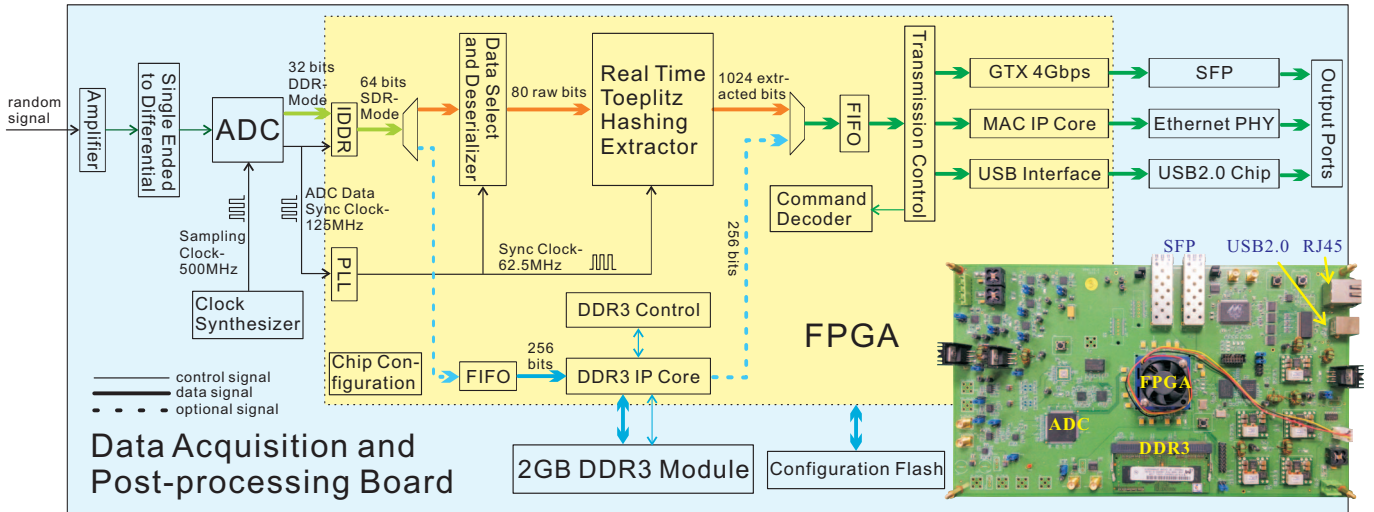 random
signal
Amplifier
Single Ended
to Differential
ADC
32 bits
DDR-
Mode
IDDR
64 bits
SDR-
Mode
Data Select
and Deserializer
80 raw bits
Real Time
Toeplitz
Hashing
Extractor
1024 extr-
acted bits
FIFO
Transmission Control
GTX 4Gbps
MAC IP Core
USB Interface
SFP
Ethernet PHY
USB2.0 Chip
Output Ports
Command
Decoder
ADC Data
Sync Clock-
125MHz
Sampling
Clock-
500MHz
Clock
Synthesizer
PLL
Sync Clock-
62.5MHz
256 bits
DDR3 Control
FPGA
Chip Con-
figuration
FIFO
256
bits
DDR3 IP Core
control signal
data signal
optional signal
Data Acquisition and
Post-processing Board
2GB DDR3 Module
Configuration Flash
SFP
USB2.0
RJ45
FPGA
ADC
DDR3